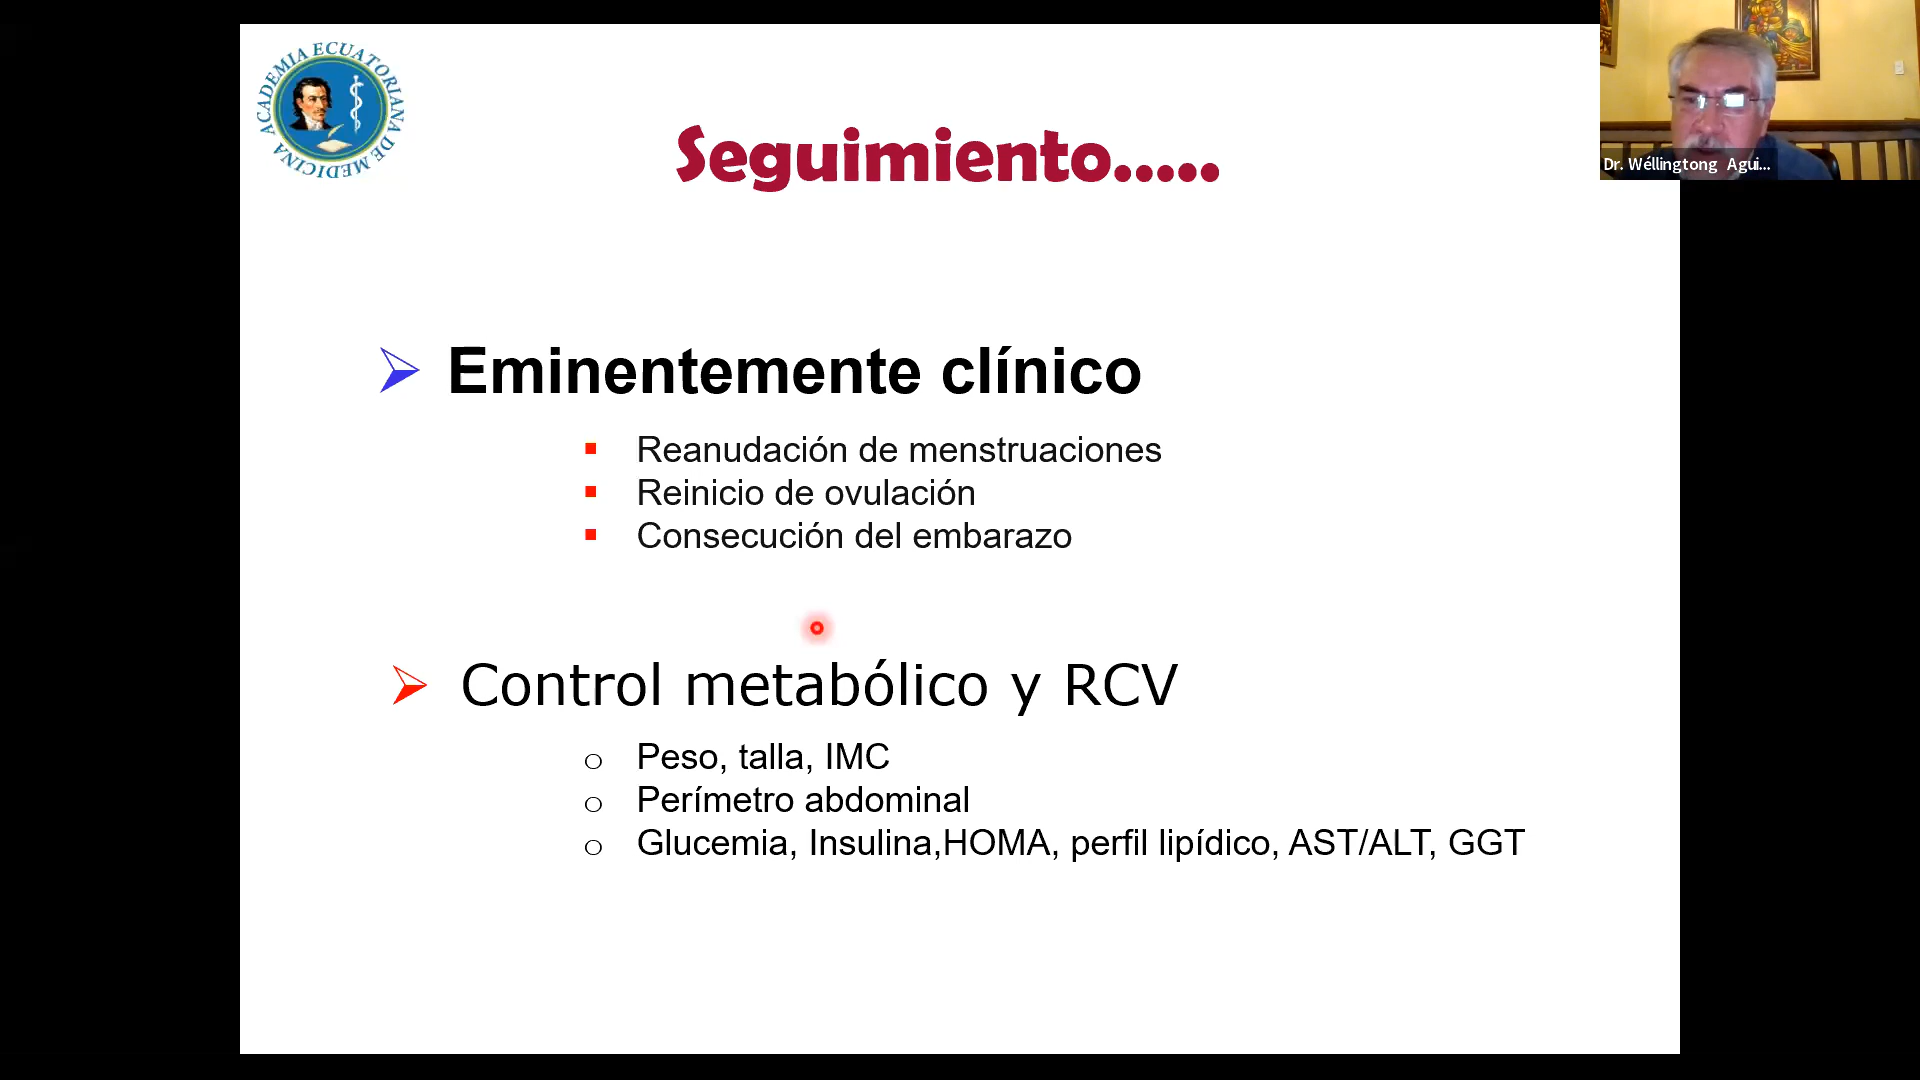 ACADEMIA ECUATORIANA DE MEDICINA
Seguimiento.....
Dr. Wéllingtong Agui...
Eminentemente clínico
Reanudación de menstruaciones
Reinicio de ovulación
Consecución del embarazo
Control metabólico y RCV
Peso, talla, IMC
Perímetro abdominal
Glucemia, Insulina,HOMA, perfil lipídico, AST/ALT, GGT